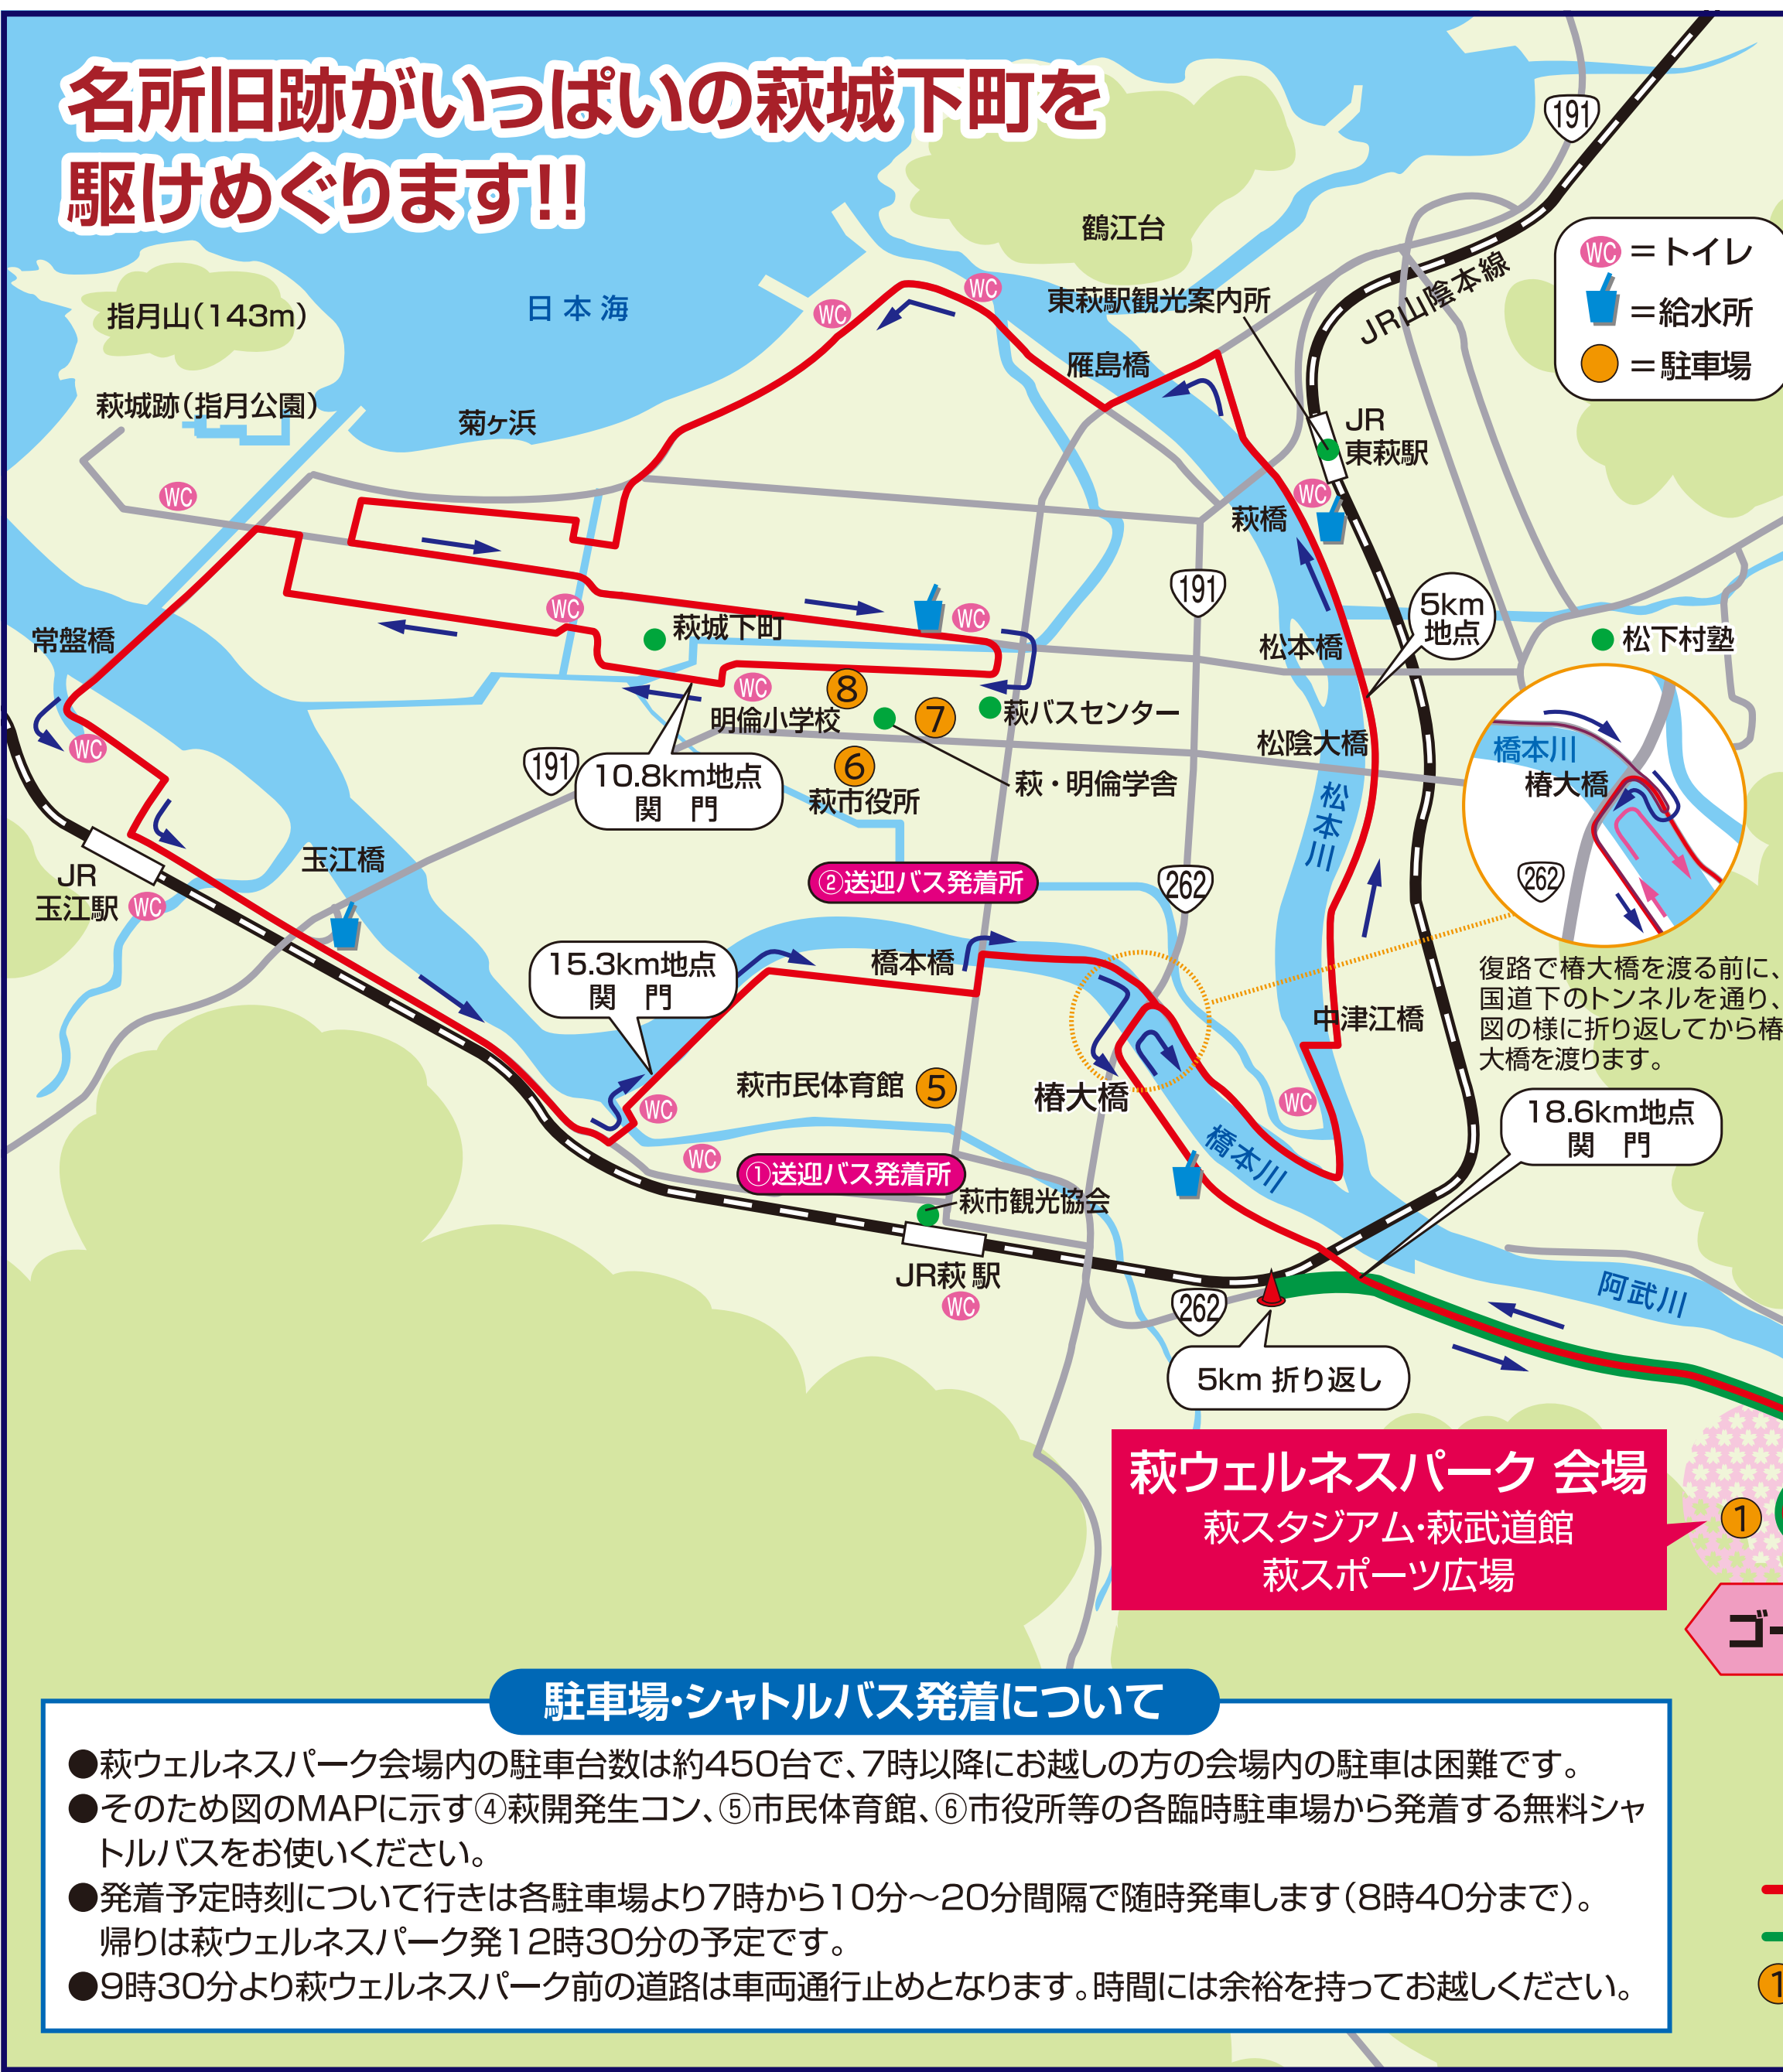 名所旧跡がいっぱいの萩城下町を
駆けめぐります!!
191
鶴江台
WC=トイレ
=給水所
=駐車場
JR山陰本線
東萩駅観光案内所
WC
WC
日本海
指月山(143m)
萩城跡(指月公園)
菊ヶ浜
雁島橋
JR
東萩駅
WC
WC
萩橋
191
5km
地点
松下村塾
WC
WC
萩城下町
常盤橋
松本橋
WC
8
明倫小学校
7
萩バスセンター
松陰大橋
WC
191
10.8km地点
関 門
6
萩市役所
萩・明倫学舎
松本川
橋本川
椿大橋
262
玉江橋
JR
玉江駅
WC
②送迎バス発着所
262
15.3km地点
関 門
橋本橋
中津江橋
復路で椿大橋を渡る前に、
国道下のトンネルを通り、
図の様に折り返してから椿
大橋を渡ります。
萩市民体育館
5
椿大橋
WC
WC
WC
橋本川
18.6km地点
関 門
①送迎バス発着所
萩市観光協会
JR萩駅
WC
262
阿武川
5km 折り返し
萩ウェルネスパーク 会場
萩スタジアム・萩武道館
萩スポーツ広場
1
ゴー
駐車場・シャトルバス発着について
●萩ウェルネスパーク会場内の駐車台数は約450台で、7時以降にお越しの方の会場内の駐車は困難です。
●そのため図のMAPに示す④萩開発生コン、⑤市民体育館、⑥市役所等の各臨時駐車場から発着する無料シャ
トルバスをお使いください。
●発着予定時刻について行きは各駐車場より7時から10分〜20分間隔で随時発車します(8時40分まで)。
帰りは萩ウェルネスパーク発12時30分の予定です。
●9時30分より萩ウェルネスパーク前の道路は車両通行止めとなります。時間には余裕を持ってお越しください。
1